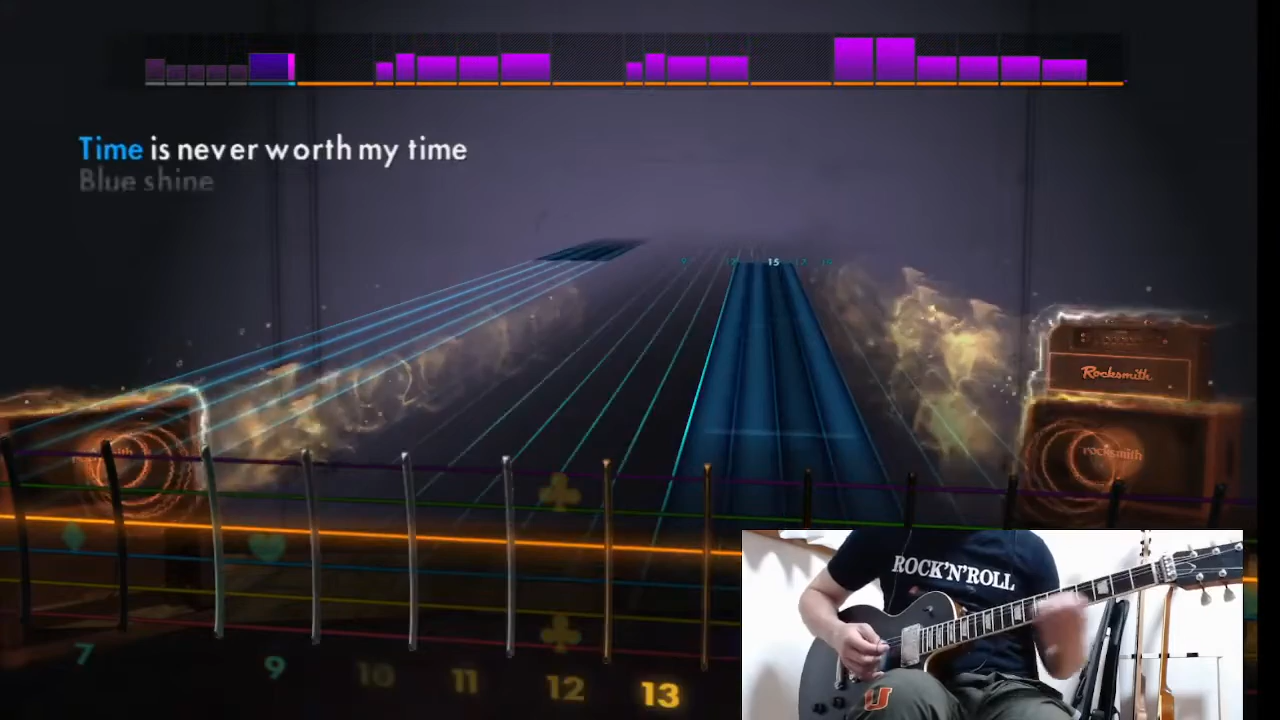 Time is never worth my time
Blue shine
15
Rocksmith
rocksmith
ROCK'N'ROLL
7 9 10 11 12 13
U